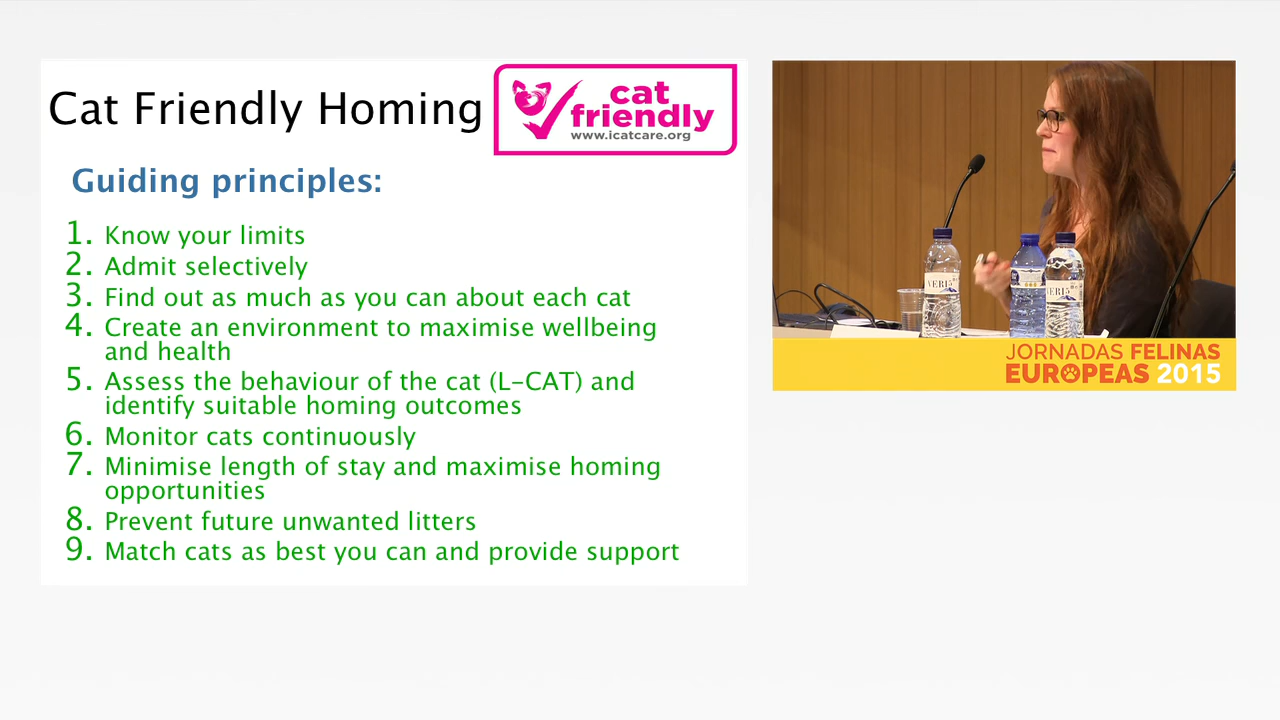 Cat Friendly Homing
cat
friendly
www.icatcare.org
Guiding principles:
1. Know your limits
2. Admit selectively
3. Find out as much as you can about each cat
4. Create an environment to maximise wellbeing
and health
5. Assess the behaviour of the cat (L-CAT) and
identify suitable homing outcomes
6. Monitor cats continuously
7. Minimise length of stay and maximise homing
opportunities
8. Prevent future unwanted litters
9. Match cats as best you can and provide support
JORNADAS FELINAS
EUROPEAS 2015